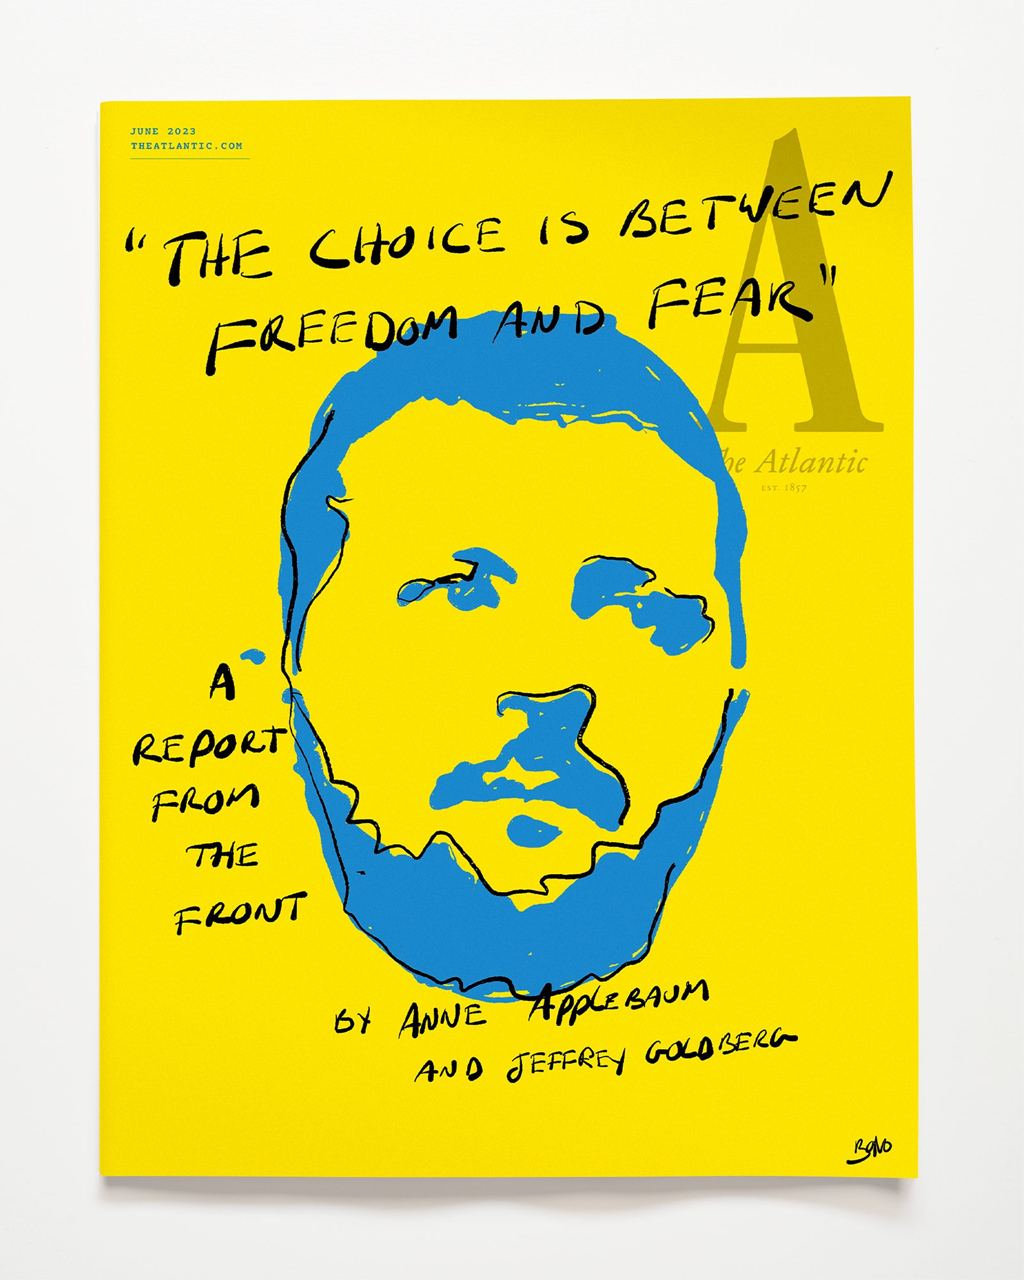 JUNE 2023
THEATLANTIC.COM
"THE CHOICE IS BETWEEN
FREEDOM AND FEAR"
A
he Atlantic
EST. 1857
A
REPORT
FROM
THE
FRONT
BY ANNE APPLEBAUM
AND JEFFREY GOLDBERG
BONO